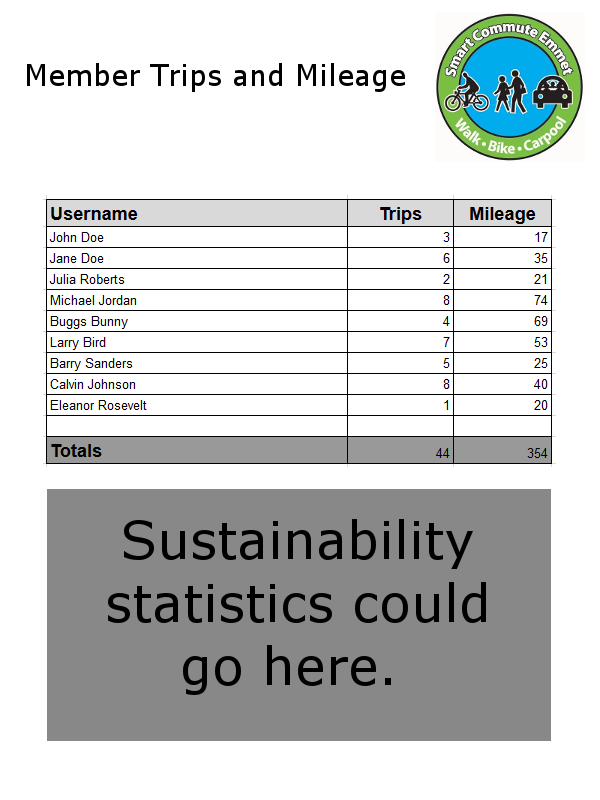 Member Trips and Mileage
Smart Commute Emmet
Walk • Bike • Carpool
Username Trips Mileage
John Doe 3 17
Jane Doe 6 35
Julia Roberts 2 21
Michael Jordan 8 74
Buggs Bunny 4 69
Larry Bird 7 53
Barry Sanders 5 25
Calvin Johnson 8 40
Eleanor Rosevelt 1 20
Totals 44 354
Sustainability
statistics could
go here.